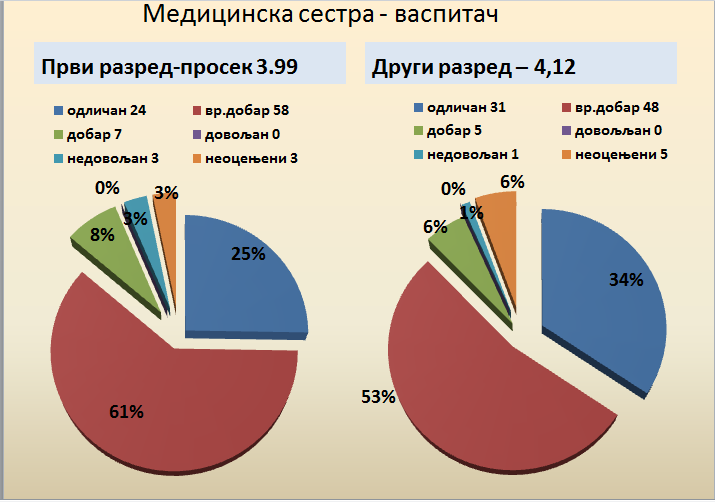 Медицинска сестра - васпитач
Први разред-просек 3.99
одличан 24
вр.добар 58
добар 7
довољан 0
недовољан 3
неоцењени 3
0%
3%
3%
8%
25%
61%
Други разред – 4,12
одличан 31
вр.добар 48
добар 5
довољљан 0
недовољан 1
неоцењени 5
0%
1%
6%
6%
34%
53%